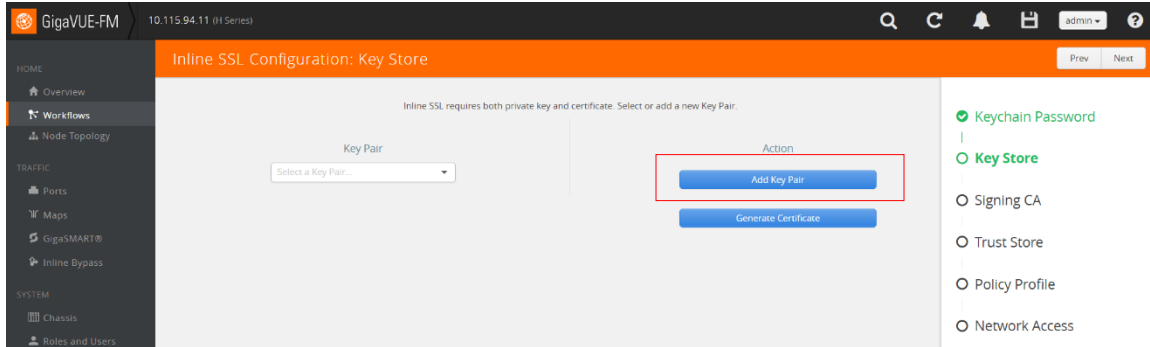 GigaVUE-FM 10.115.94.11 (H Series) admin
Inline SSL Configuration: Key Store Prev Next
HOME
Overview
Workflows
Node Topology
TRAFFIC
Ports
Maps
GigaSMART®
Inline Bypass
SYSTEM
Chassis
Roles and Users
Inline SSL requires both private key and certificate. Select or add a new Key Pair.
Key Pair
Select a Key Pair...
Action
Add Key Pair
Generate Certificate
Keychain Password
Key Store
Signing CA
Trust Store
Policy Profile
Network Access